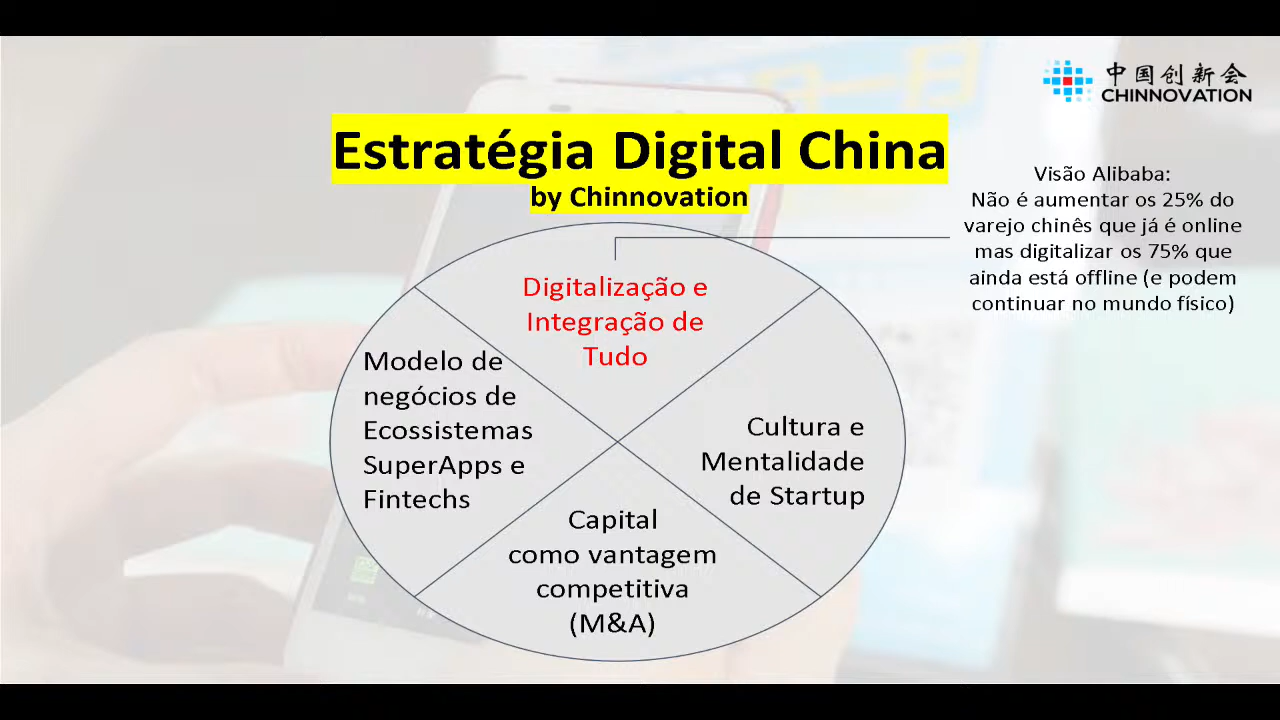 中国创新会
CHINNOVATION
Estratégia Digital China
by Chinnovation
Visão Alibaba:
Não é aumentar os 25% do
varejo chinês que já é online
mas digitalizar os 75% que
ainda está offline (e podem
continuar no mundo físico)
Digitalização e
Integração de
Tudo
Modelo de
negócios de
Ecossistemas
SuperApps e
Fintechs
Cultura e
Mentalidade
de Startup
Capital
como vantagem
competitiva
(M&A)